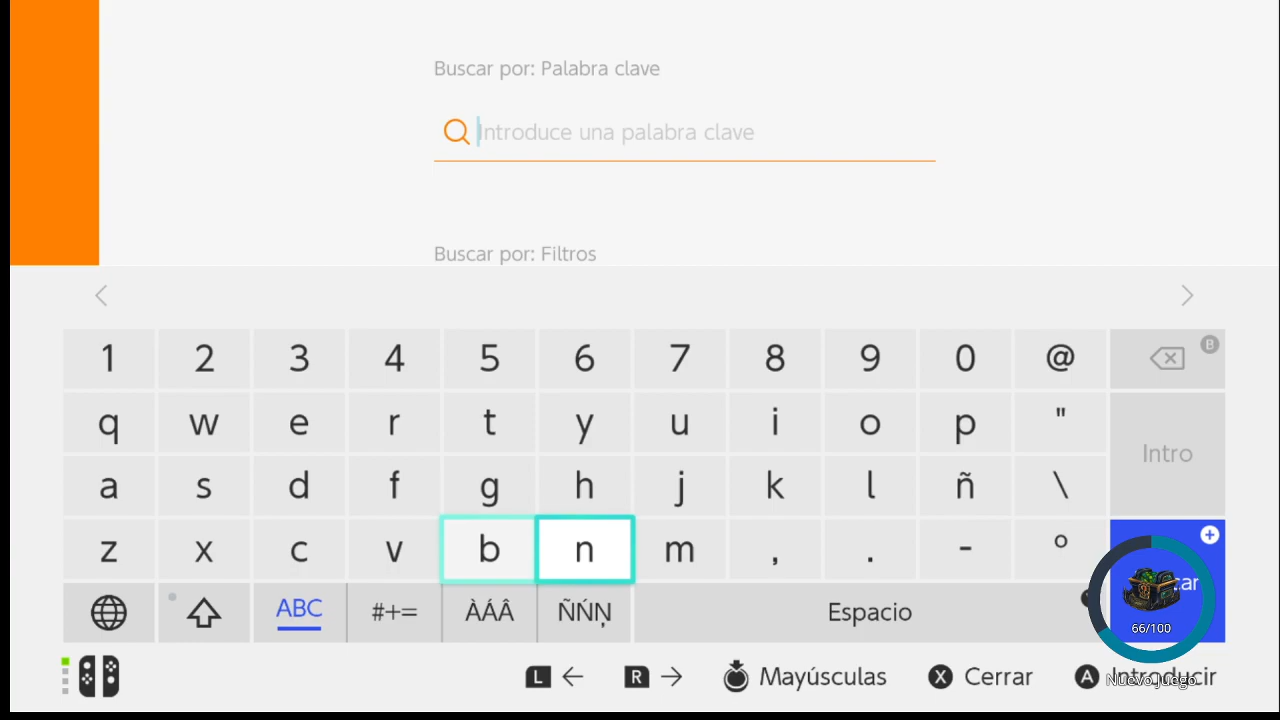 Buscar por: Palabra clave
Introduce una palabra clave
Buscar por: Filtros
1 2 3 4 5 6 7 8 9 0 @ B
q w e r t y u i o p "
Intro
a s d f g h j k l ñ \
z x c v b n m , . - °
ABC #+= ÀÁÂ ÑŃŅ Espacio
66/100
L ← R → Mayúsculas X Cerrar A Introducir
Nuevo juego